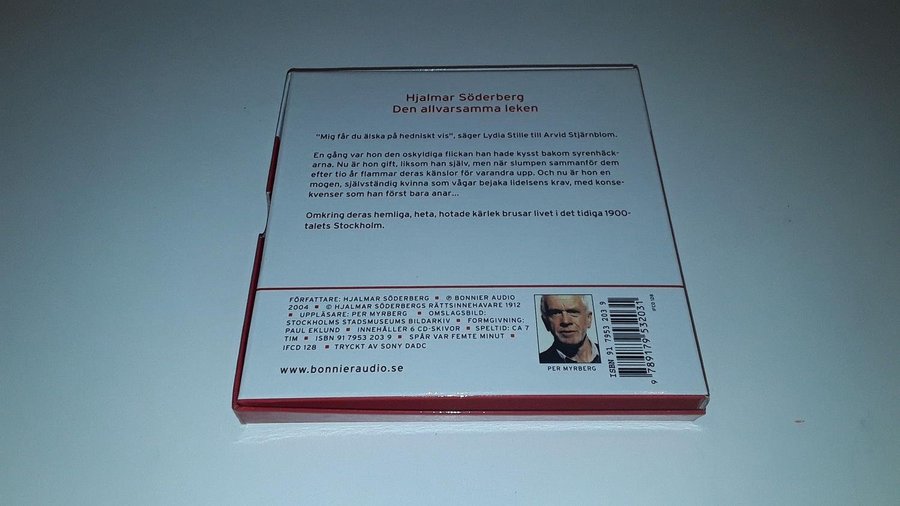 Hjalmar Söderberg
Den allvarsamma leken
"Mig får du älska på hedniskt vis", säger Lydia Stille till Arvid Stjärnblom.
En gång var hon den oskyldiga flickan han hade kysst bakom syrenhäck-
arna. Nu är hon gift, liksom han själv, men när slumpen sammanför dem
efter tio år flammar deras känslor för varandra upp. Och nu är hon en
mogen, självständig kvinna som vågar bejaka lidelsens krav, med konse-
kvenser som han först bara anar...
Omkring deras hemliga, heta, hotade kärlek brusar livet i det tidiga 1900-
talets Stockholm.
FÖRFATTARE: HJALMAR SÖDERBERG ▪ ℗ BONNIER AUDIO
2004 ▪ © HJALMAR SÖDERBERGS RÄTTSINNEHAVARE 1912
▪ UPPLÄSARE: PER MYRBERG ▪ OMSLAGSBILD:
STOCKHOLMS STADSMUSEUMS BILDARKIV ▪ FORMGIVNING:
PAUL EKLUND ▪ INNEHÅLLER 6 CD-SKIVOR ▪ SPELTID: CA 7
TIM ▪ ISBN 91 7953 203 9 ▪ SPÅR VAR FEMTE MINUT ▪
IFCD 128 ▪ TRYCKT AV SONY DADC
www.bonnieraudio.se
PER MYRBERG
ISBN 91 7953 203 9
9 789179 532031
IFCD 128